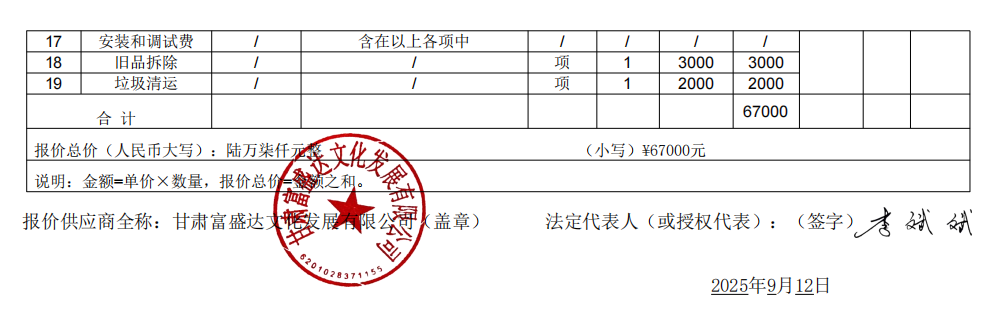 17 安装和调试费 / 含在以上各项中 / / / /
18 旧品拆除 / / 项 1 3000 3000
19 垃圾清运 / / 项 1 2000 2000
合 计 67000
报价总价（人民币大写）：陆万柒仟元整 （小写）¥67000元
说明：金额=单价×数量，报价总价=金额之和。
报价供应商全称：甘肃富盛达文化发展有限公司（盖章） 法定代表人（或授权代表）：（签字）李斌斌
甘肃富盛达文化发展有限公司
6201028371155
2025年9月12日